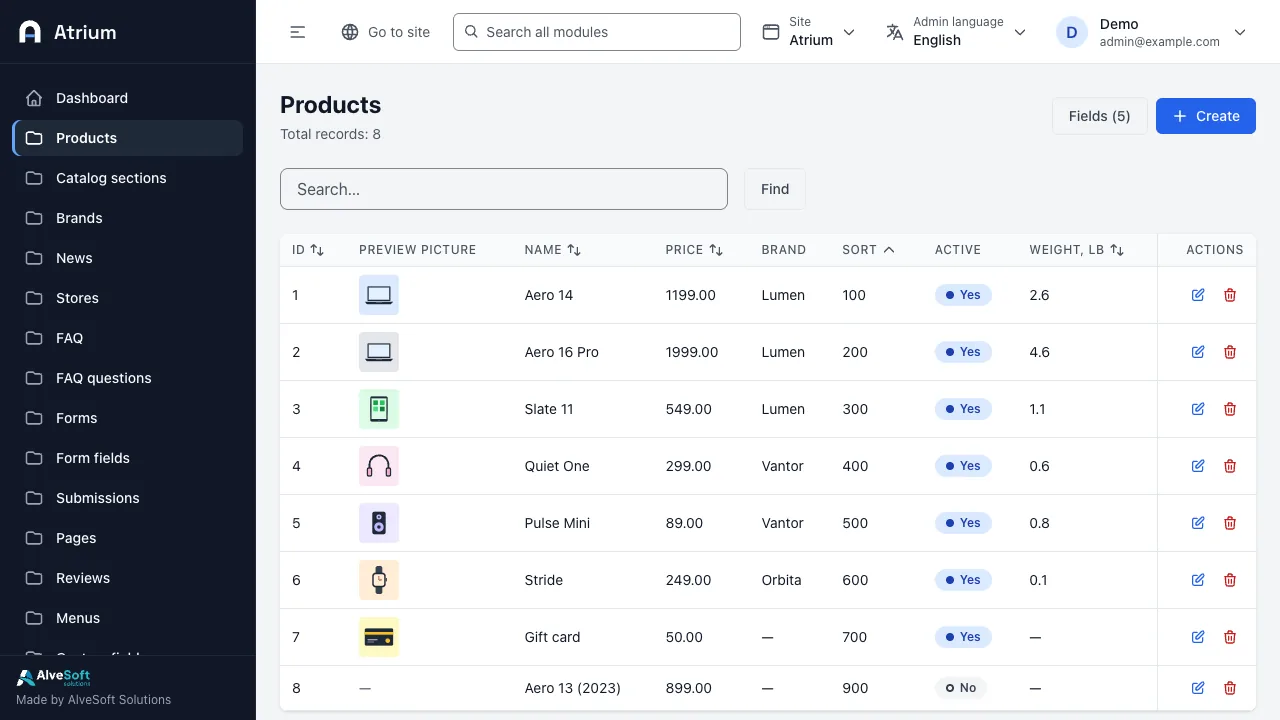 Atrium
Go to site
Search all modules
Site
Atrium
Admin language
English
D
Demo
admin@example.com
Dashboard
Products
Catalog sections
Brands
News
Stores
FAQ
FAQ questions
Forms
Form fields
Submissions
Pages
Reviews
Menus
AlveSoft
solutions
Made by AlveSoft Solutions
Products
Total records: 8
Fields (5)
Create
Search...
Find
ID PREVIEW PICTURE NAME PRICE BRAND SORT ACTIVE WEIGHT, LB ACTIONS
1 Aero 14 1199.00 Lumen 100 Yes 2.6
2 Aero 16 Pro 1999.00 Lumen 200 Yes 4.6
3 Slate 11 549.00 Lumen 300 Yes 1.1
4 Quiet One 299.00 Vantor 400 Yes 0.6
5 Pulse Mini 89.00 Vantor 500 Yes 0.8
6 Stride 249.00 Orbita 600 Yes 0.1
7 Gift card 50.00 — 700 Yes —
8 — Aero 13 (2023) 899.00 — 900 No —